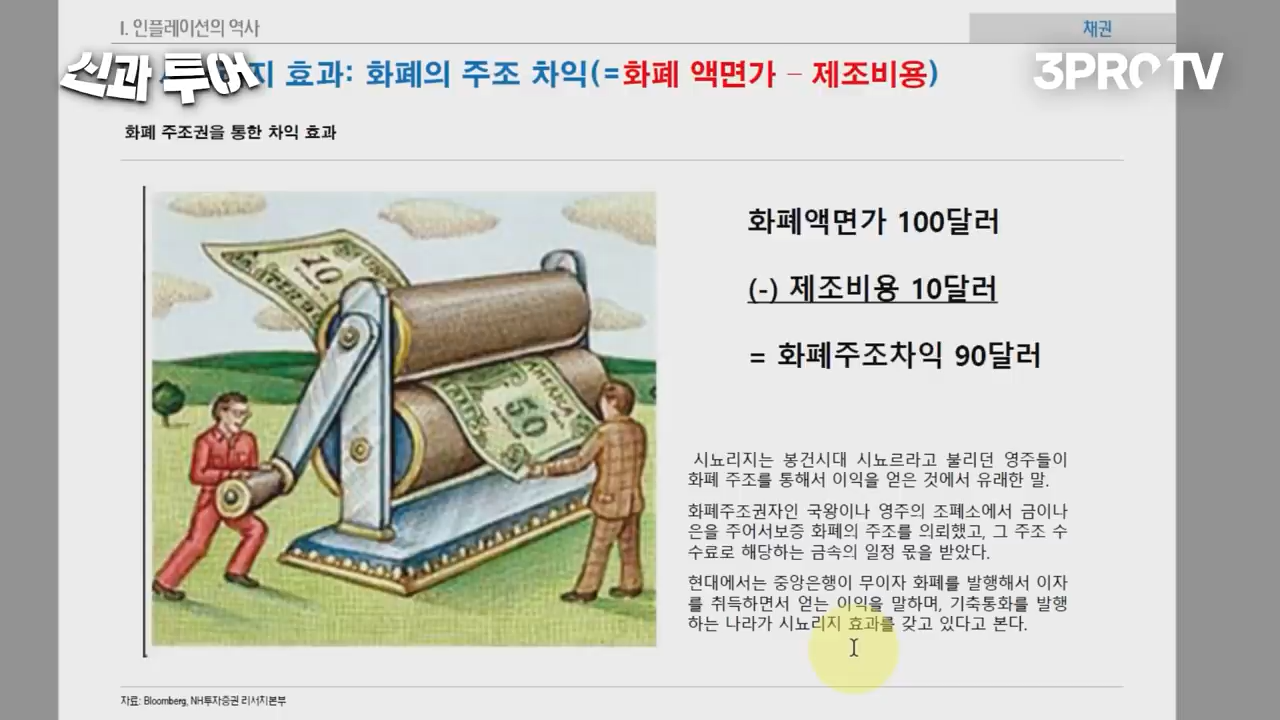 I. 인플레이션의 역사
채권
신과 투어
지 효과: 화폐의 주조 차익(=화폐 액면가 – 제조비용)
3PROTV
화폐 주조권을 통한 차익 효과
10
50
AMERICA
화폐액면가 100달러
(-) 제조비용 10달러
= 화폐주조차익 90달러
시뇨리지는 봉건시대 시뇨르라고 불리던 영주들이
화폐 주조를 통해서 이익을 얻은 것에서 유래한 말.
화폐주조권자인 국왕이나 영주의 조폐소에서 금이나
은을 주어서보증 화폐의 주조를 의뢰했고, 그 주조 수
수료로 해당하는 금속의 일정 몫을 받았다.
현대에서는 중앙은행이 무이자 화폐를 발행해서 이자
를 취득하면서 얻는 이익을 말하며, 기축통화를 발행
하는 나라가 시뇨리지 효과를 갖고 있다고 본다.
자료: Bloomberg, NH투자증권 리서치본부